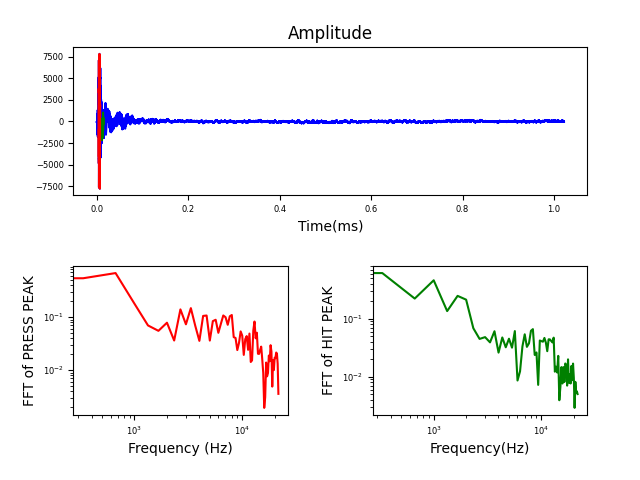 Amplitude
7500
5000
2500
0
−2500
−5000
−7500
0.0 0.2 0.4 0.6 0.8 1.0
Time(ms)
FFT of PRESS PEAK
10⁻¹
10⁻²
10³ 10⁴
Frequency (Hz)
FFT of HIT PEAK
10⁻¹
10⁻²
10³ 10⁴
Frequency(Hz)